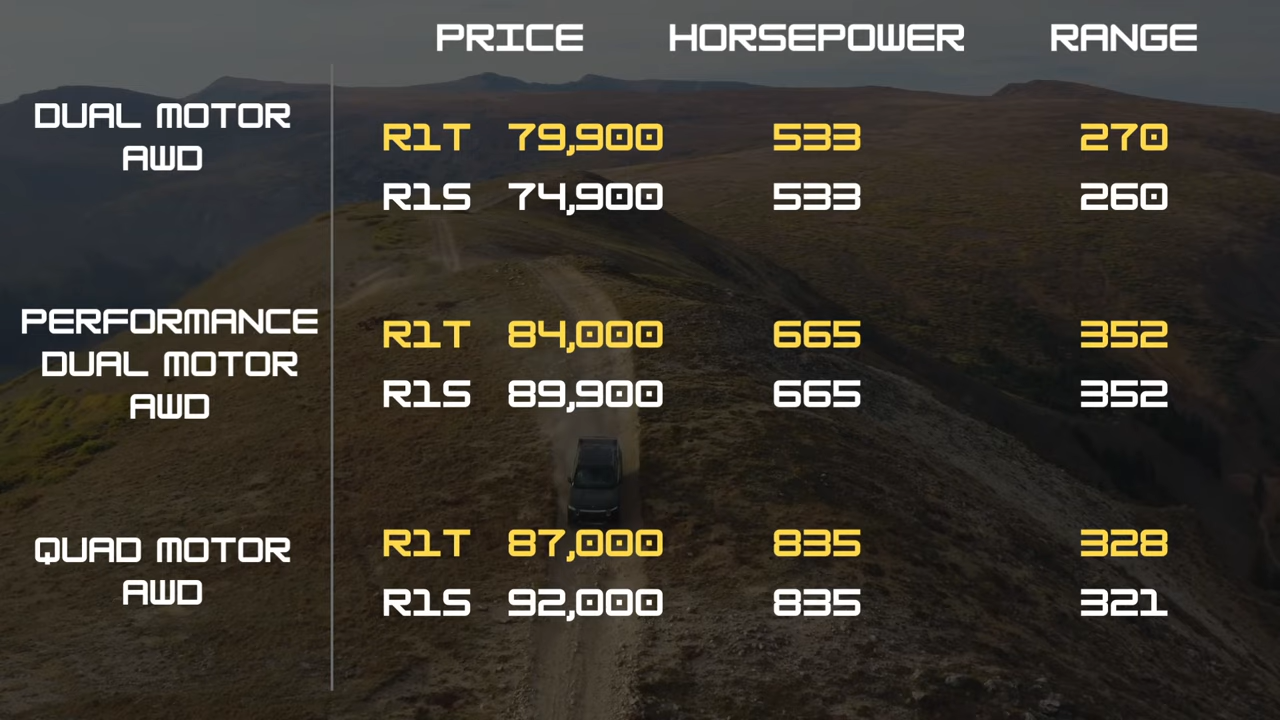 PRICE HORSEPOWER RANGE
DUAL MOTOR
AWD
R1T 79,900 533 270
R1S 74,900 533 260
PERFORMANCE
DUAL MOTOR
AWD
R1T 84,000 665 352
R1S 89,900 665 352
QUAD MOTOR
AWD
R1T 87,000 835 328
R1S 92,000 835 321